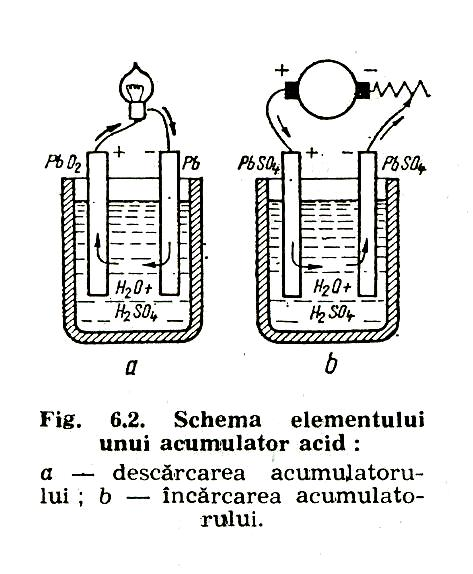 + −
PbO₂ + − Pb PbSO₄ + − PbSO₄
H₂O+ H₂O+
H₂SO₄ H₂SO₄
a b
Fig. 6.2. Schema elementului
unui acumulator acid :
a — descărcarea acumulatoru-
lui ; b — încărcarea acumulato-
rului.